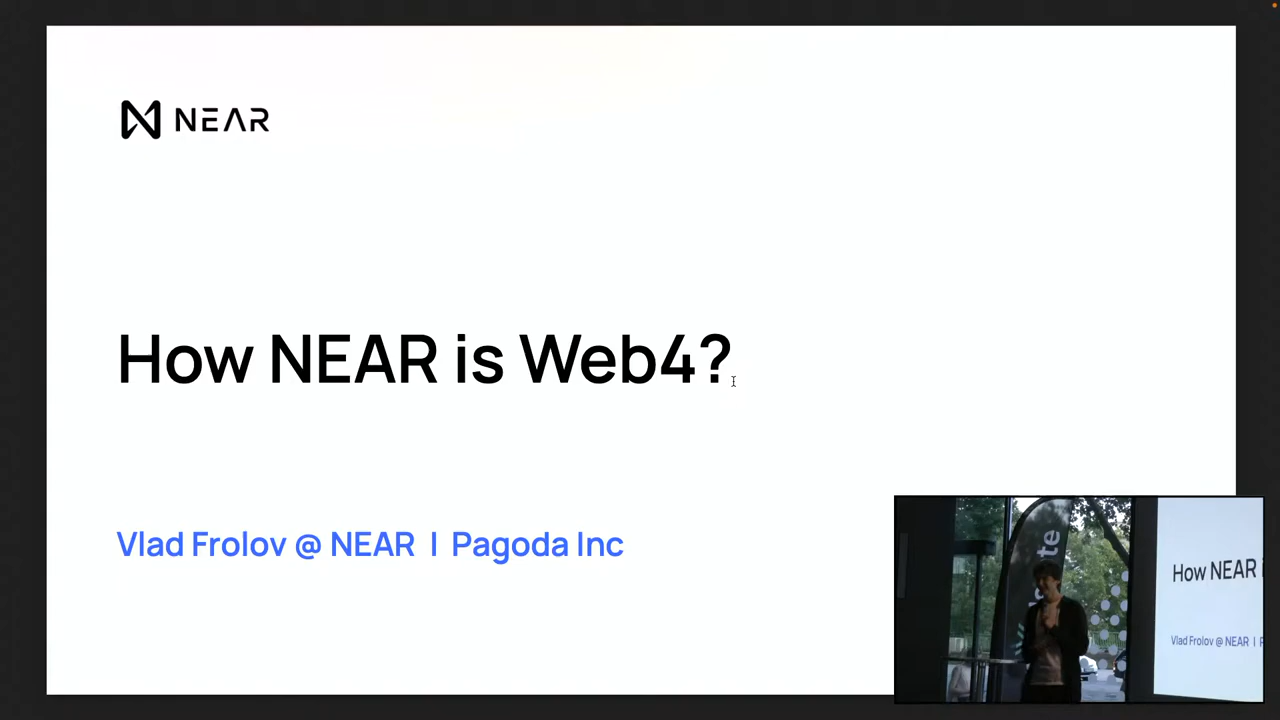 NEAR
How NEAR is Web4?
Vlad Frolov @ NEAR | Pagoda Inc
How NEAR
Vlad Frolov @ NEAR |